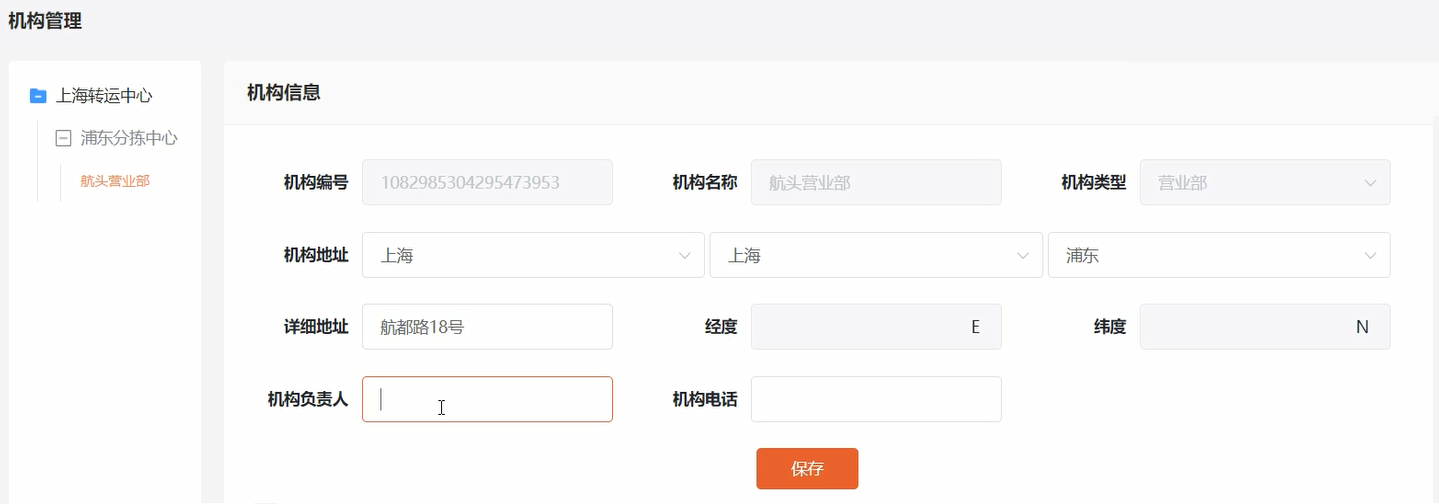 机构管理
上海转运中心
浦东分拣中心
航头营业部
机构信息
机构编号 1082985304295473953 机构名称 航头营业部 机构类型 营业部
机构地址 上海 上海 浦东
详细地址 航都路18号 经度 E 纬度 N
机构负责人 机构电话
保存